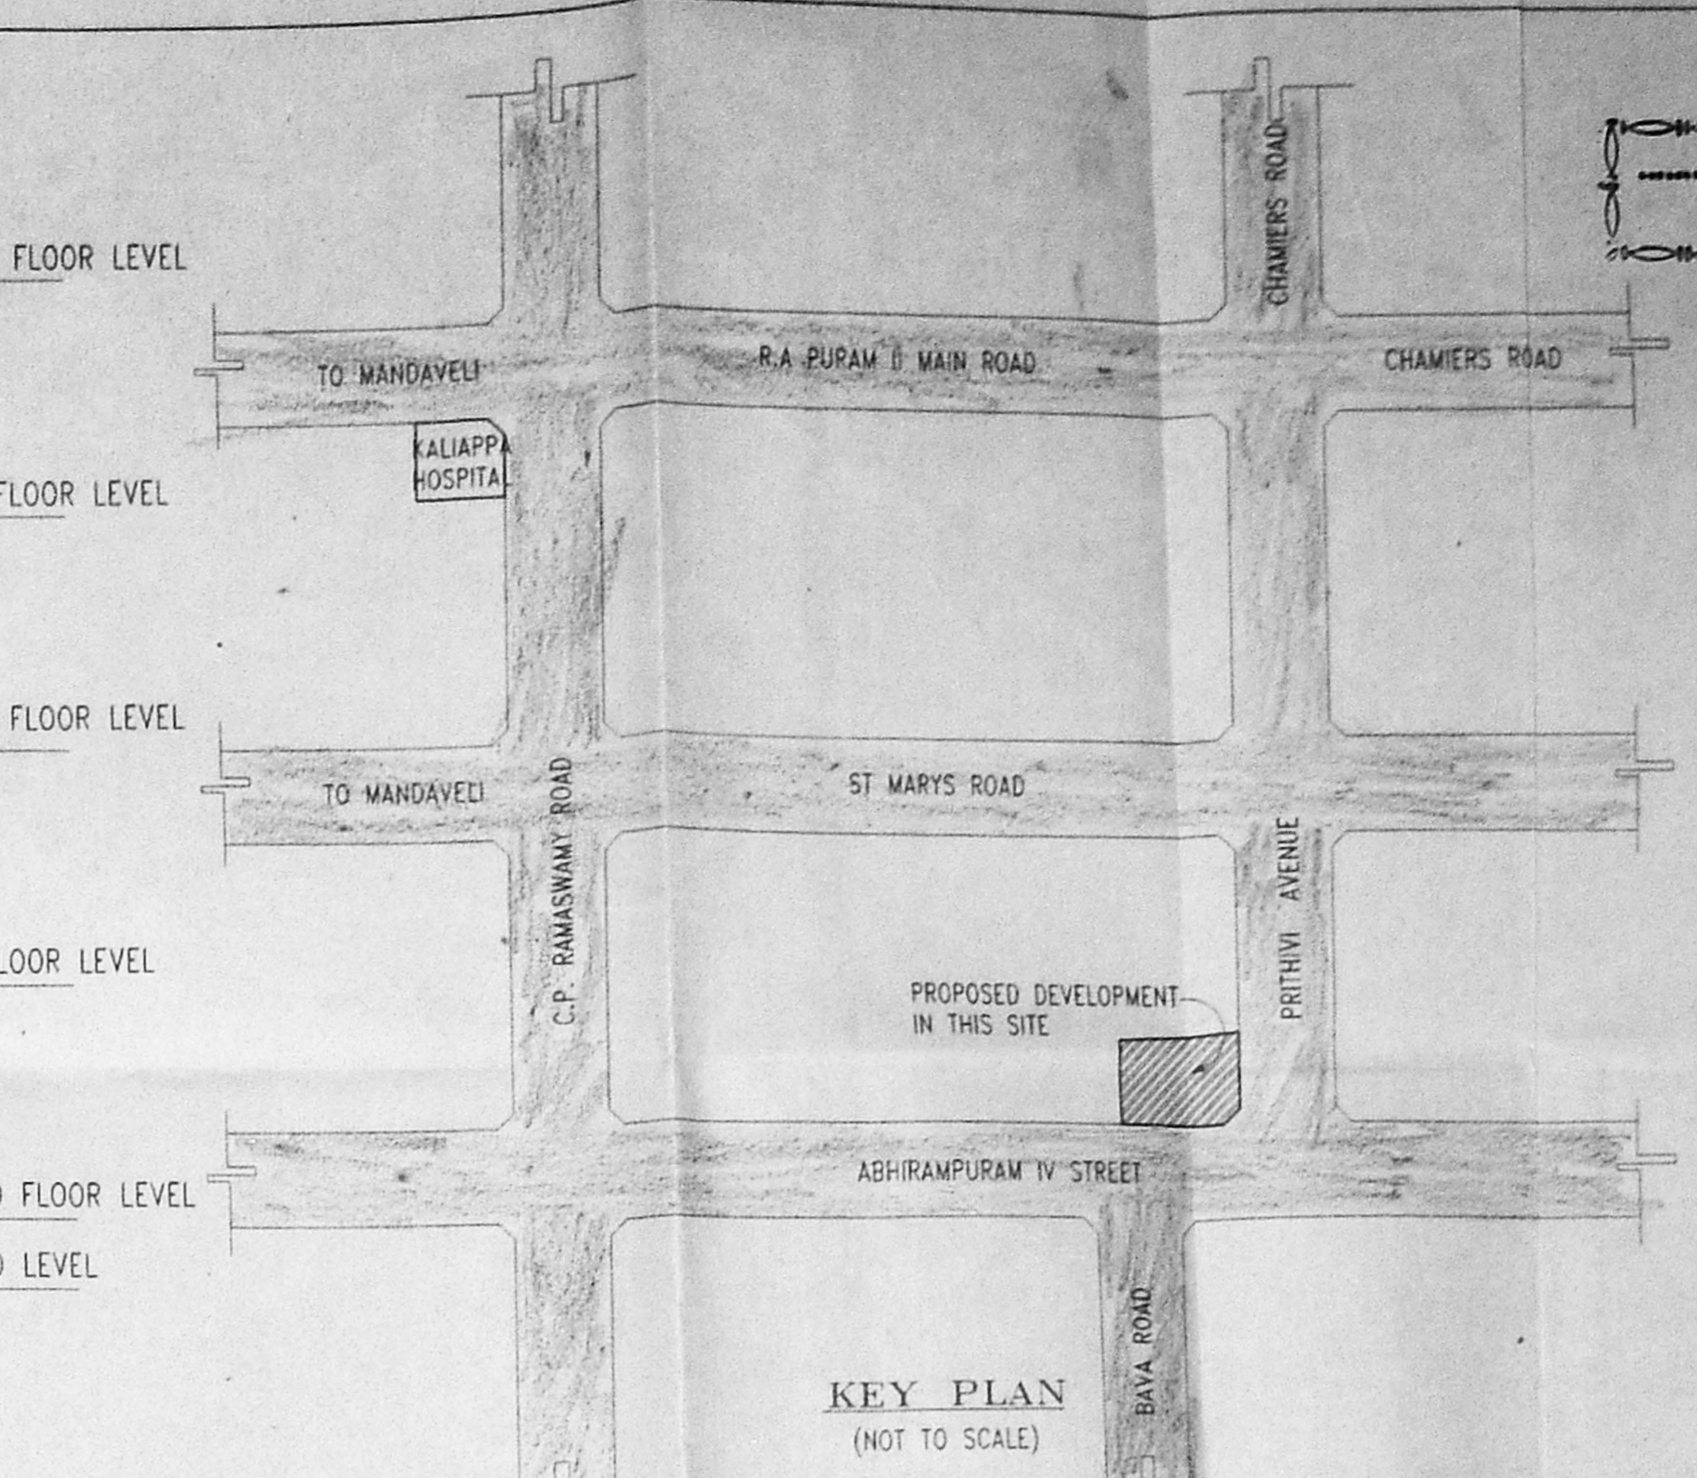 CHAMIERS ROAD
FLOOR LEVEL
R.A PURAM II MAIN ROAD
CHAMIERS ROAD
TO MANDAVELI
KALIAPPA
HOSPITAL
FLOOR LEVEL
FLOOR LEVEL
TO MANDAVELI
ST MARYS ROAD
C.P. RAMASWAMY ROAD
PRITHIVI AVENUE
LOOR LEVEL
PROPOSED DEVELOPMENT
IN THIS SITE
ABHIRAMPURAM IV STREET
D FLOOR LEVEL
D LEVEL
BAVA ROAD
KEY PLAN
(NOT TO SCALE)